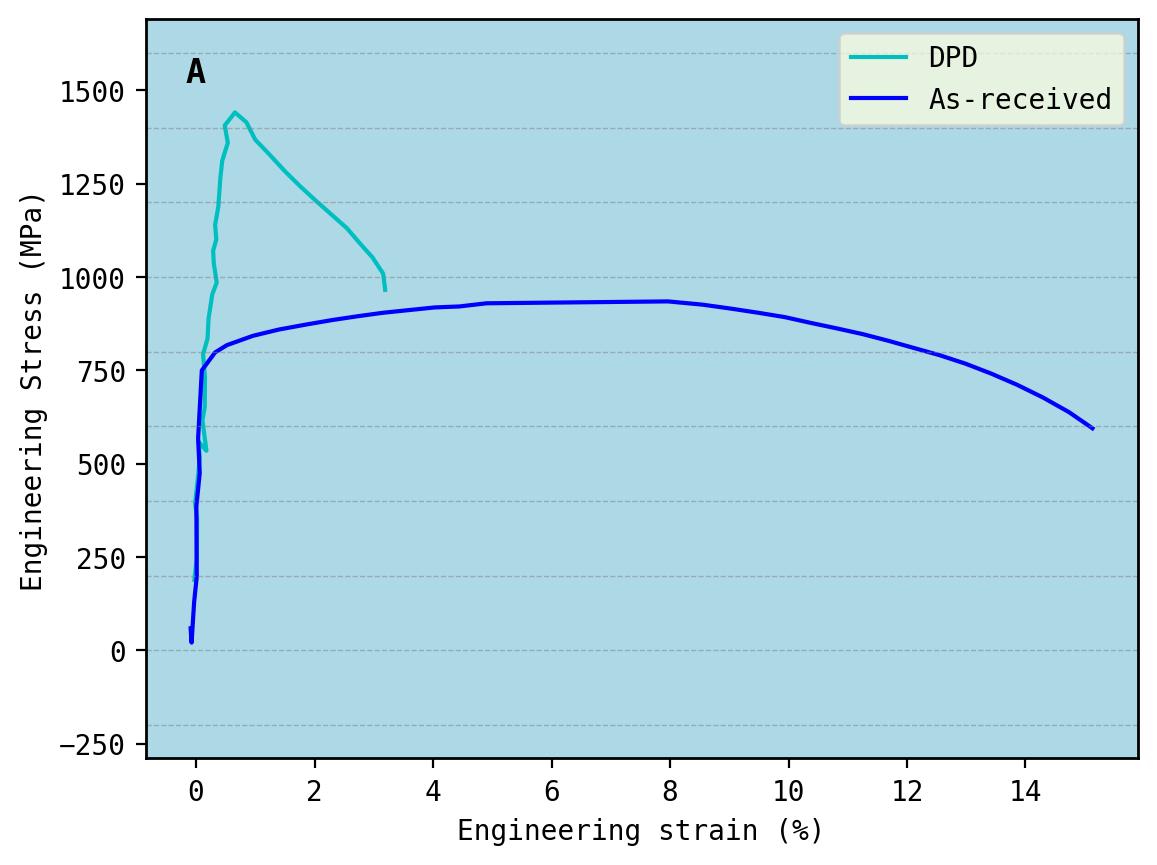 A
DPD
As-received
1500
1250
1000
750
500
250
0
−250
Engineering Stress (MPa)
0 2 4 6 8 10 12 14
Engineering strain (%)